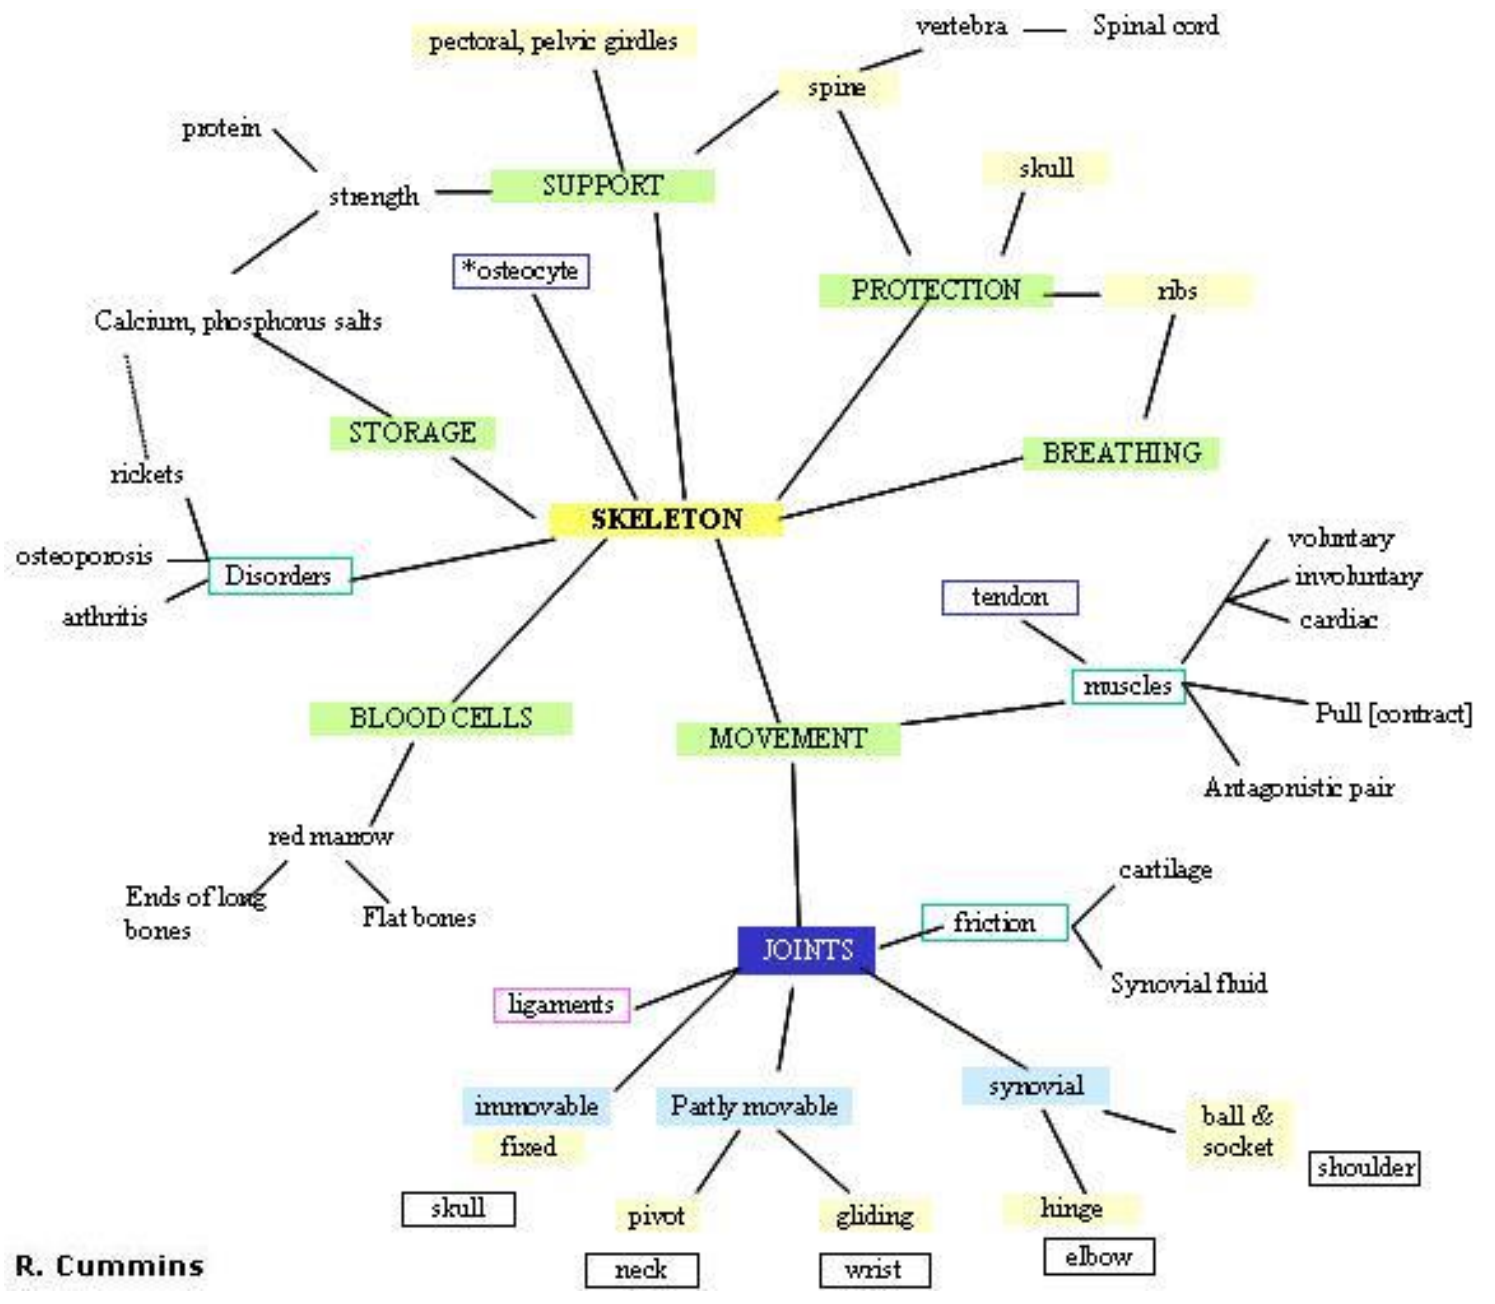 pectoral, pelvic girdles
vertebra
Spinal cord
spine
protein
skull
strength
SUPPORT
*osteocyte
PROTECTION
ribs
Calcium, phosphorus salts
STORAGE
BREATHING
rickets
SKELETON
osteoporosis
Disorders
arthritis
voluntary
involuntary
cardiac
tendon
muscles
Pull [contract]
Antagonistic pair
BLOOD CELLS
MOVEMENT
red marrow
Ends of long
bones
Flat bones
cartilage
friction
Synovial fluid
JOINTS
ligaments
immovable
fixed
skull
Partly movable
pivot
neck
gliding
wrist
synovial
hinge
elbow
ball &
socket
shoulder
R. Cummins